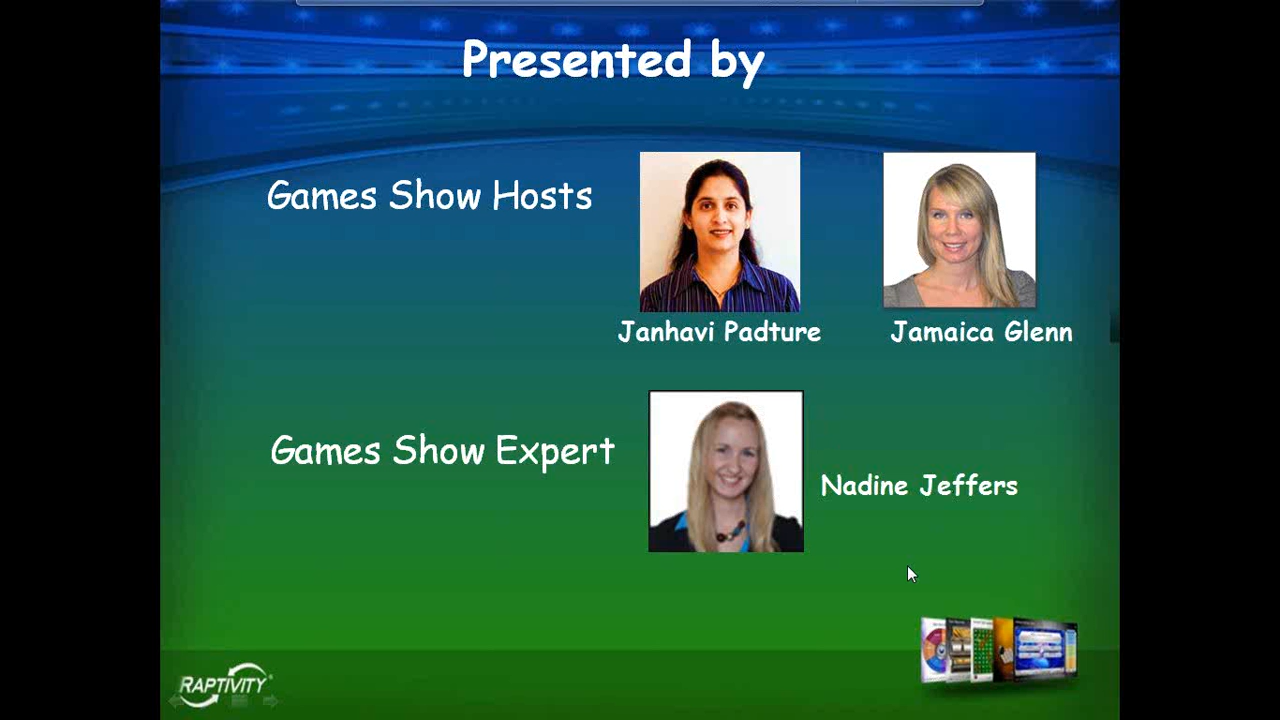 Presented by
Games Show Hosts
Janhavi Padture
Jamaica Glenn
Games Show Expert
Nadine Jeffers
RAPTIVITY®